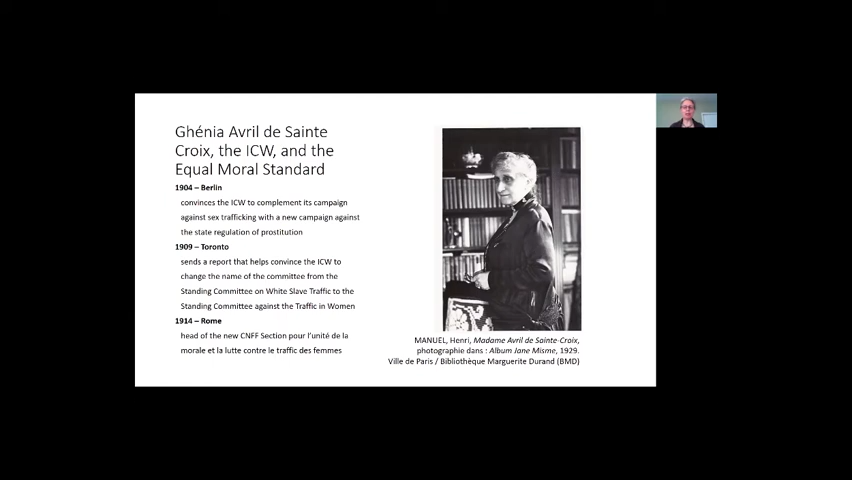 Ghénia Avril de Sainte
Croix, the ICW, and the
Equal Moral Standard
1904 – Berlin
convinces the ICW to complement its campaign
against sex trafficking with a new campaign against
the state regulation of prostitution
1909 – Toronto
sends a report that helps convince the ICW to
change the name of the committee from the
Standing Committee on White Slave Traffic to the
Standing Committee against the Traffic in Women
1914 – Rome
head of the new CNFF Section pour l'unité de la
morale et la lutte contre le traffic des femmes
MANUEL, Henri, Madame Avril de Sainte-Croix,
photographie dans : Album Jane Misme, 1929.
Ville de Paris / Bibliothèque Marguerite Durand (BMD)